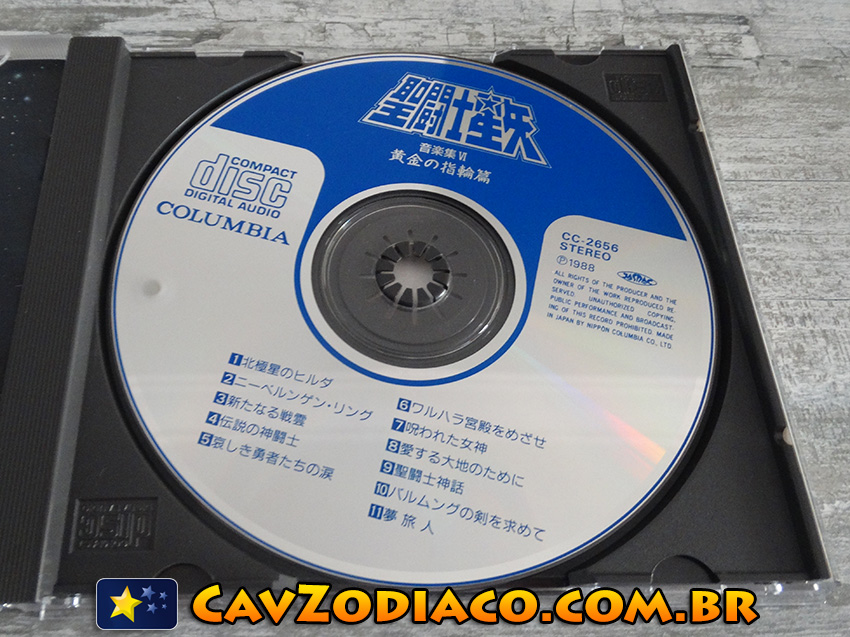 聖闘士星矢
音楽集Ⅵ
黄金の指輪篇
COMPACT
disc
DIGITAL AUDIO
COLUMBIA
CC-2656
STEREO
Ⓟ1988
ALL RIGHTS OF THE PRODUCER AND THE
OWNER OF THE WORK REPRODUCED RE-
SERVED. UNAUTHORIZED COPYING,
PUBLIC PERFORMANCE AND BROADCAST-
ING OF THIS RECORD PROHIBITED. MADE
IN JAPAN BY NIPPON COLUMBIA CO., LTD.
1 北極星のヒルダ
2 ニーベルンゲン・リング
3 新たなる戦雲
4 伝説の神闘士
5 哀しき勇者たちの涙
6 ワルハラ宮殿をめざせ
7 呪われた女神
8 愛する大地のために
9 聖闘士神話
10 バルムングの剣を求めて
11 夢旅人
CAVZODIACO.COM.BR